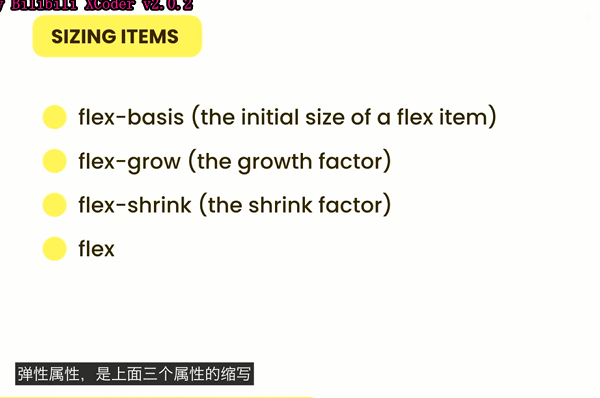 Bilibili XCoder v2.0.2
SIZING ITEMS
flex-basis (the initial size of a flex item)
flex-grow (the growth factor)
flex-shrink (the shrink factor)
flex
弹性属性，是上面三个属性的缩写